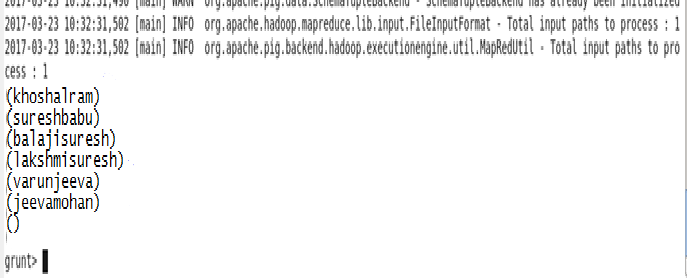 2017-03-23 10:32:31,490 [main] WARN org.apache.pig.data.SchemaTupleBackend - SchemaTupleBackend has already been initialized
2017-03-23 10:32:31,502 [main] INFO org.apache.hadoop.mapreduce.lib.input.FileInputFormat - Total input paths to process : 1
2017-03-23 10:32:31,502 [main] INFO org.apache.pig.backend.hadoop.executionengine.util.MapRedUtil - Total input paths to pro
cess : 1
(khoshalram)
(sureshbabu)
(balajisuresh)
(lakshmisuresh)
(varunjeeva)
(jeevamohan)
()
grunt>